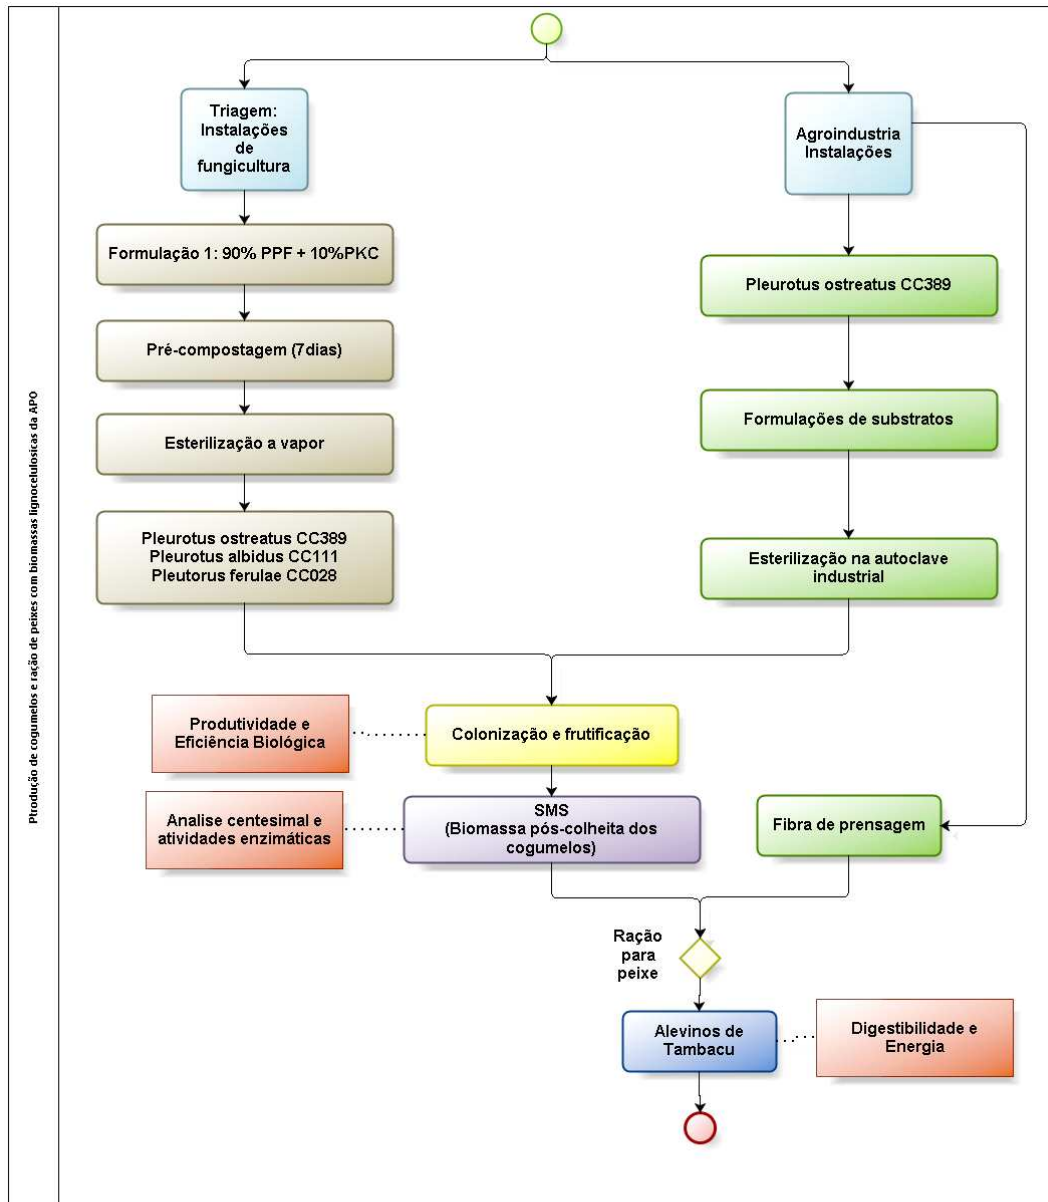 Ptrodução de cogumelos e ração de peixes com biomassas lignocelulosicas da APO
Triagem:
Instalações
de
fungicultura
Agroindustria
Instalações
Formulação 1: 90% PPF + 10%PKC
Pleurotus ostreatus CC389
Pré-compostagem (7dias)
Formulações de substratos
Esterilização a vapor
Pleurotus ostreatus CC389
Pleurotus albidus CC111
Pleutorus ferulae CC028
Esterilização na autoclave
industrial
Produtividade e
Eficiência Biológica
Colonização e frutificação
Analise centesimal e
atividades enzimáticas
SMS
(Biomassa pós-colheita dos
cogumelos)
Fibra de prensagem
Ração
para
peixe
Alevinos de
Tambacu
Digestibilidade e
Energia